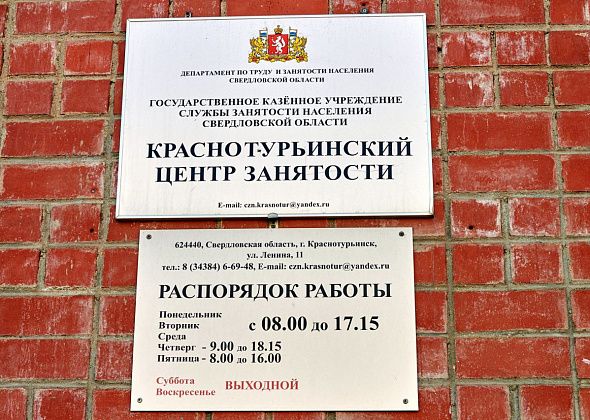 ДЕПАРТАМЕНТ ПО ТРУДУ И ЗАНЯТОСТИ НАСЕЛЕНИЯ
СВЕРДЛОВСКОЙ ОБЛАСТИ
ГОСУДАРСТВЕННОЕ КАЗЁННОЕ УЧРЕЖДЕНИЕ
СЛУЖБЫ ЗАНЯТОСТИ НАСЕЛЕНИЯ
СВЕРДЛОВСКОЙ ОБЛАСТИ
КРАСНОТУРЬИНСКИЙ
ЦЕНТР ЗАНЯТОСТИ
E-mail: czn.krasnotur@yandex.ru
624440, Свердловская область, г. Краснотурьинск,
ул. Ленина, 11
тел.: 8 (34384) 6-69-48, E-mail: czn.krasnotur@yandex.ru
РАСПОРЯДОК РАБОТЫ
Понедельник
Вторник с 08.00 до 17.15
Среда
Четверг - 9.00 до 18.15
Пятница - 8.00 до 16.00
Суббота
Воскресенье ВЫХОДНОЙ